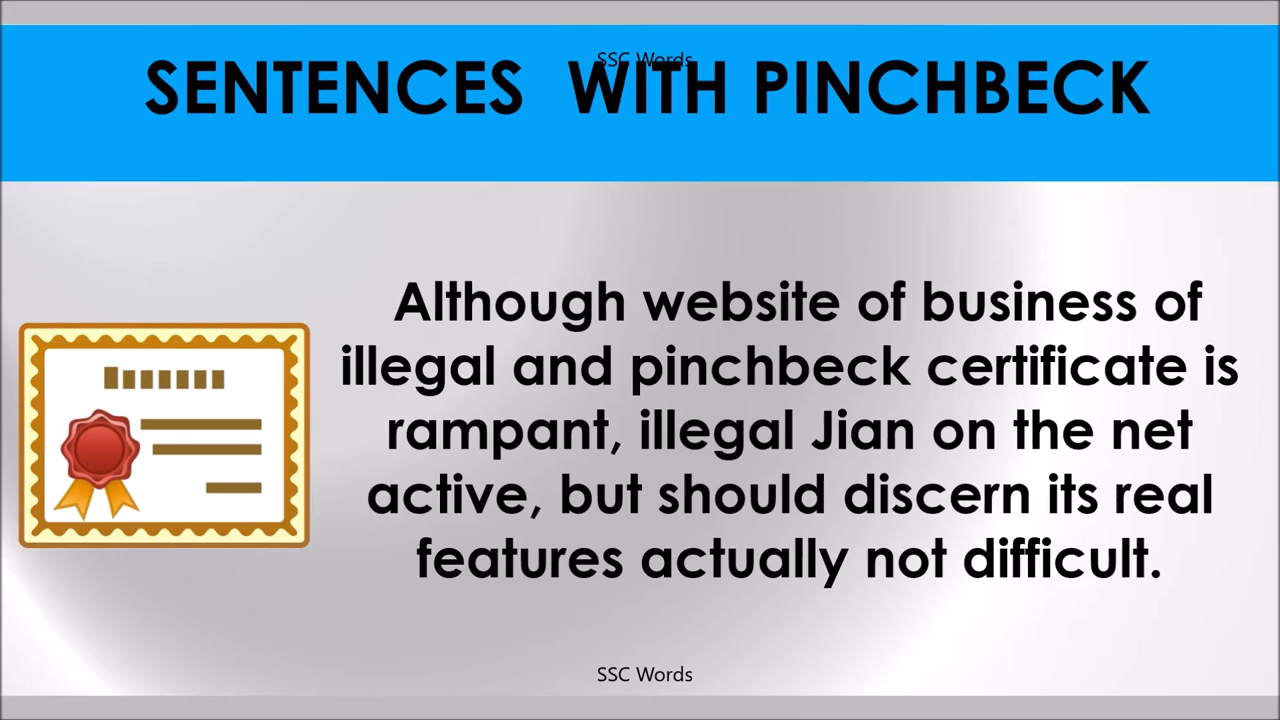 SSC Words
SENTENCES WITH PINCHBECK
Although website of business of
illegal and pinchbeck certificate is
rampant, illegal Jian on the net
active, but should discern its real
features actually not difficult.
SSC Words